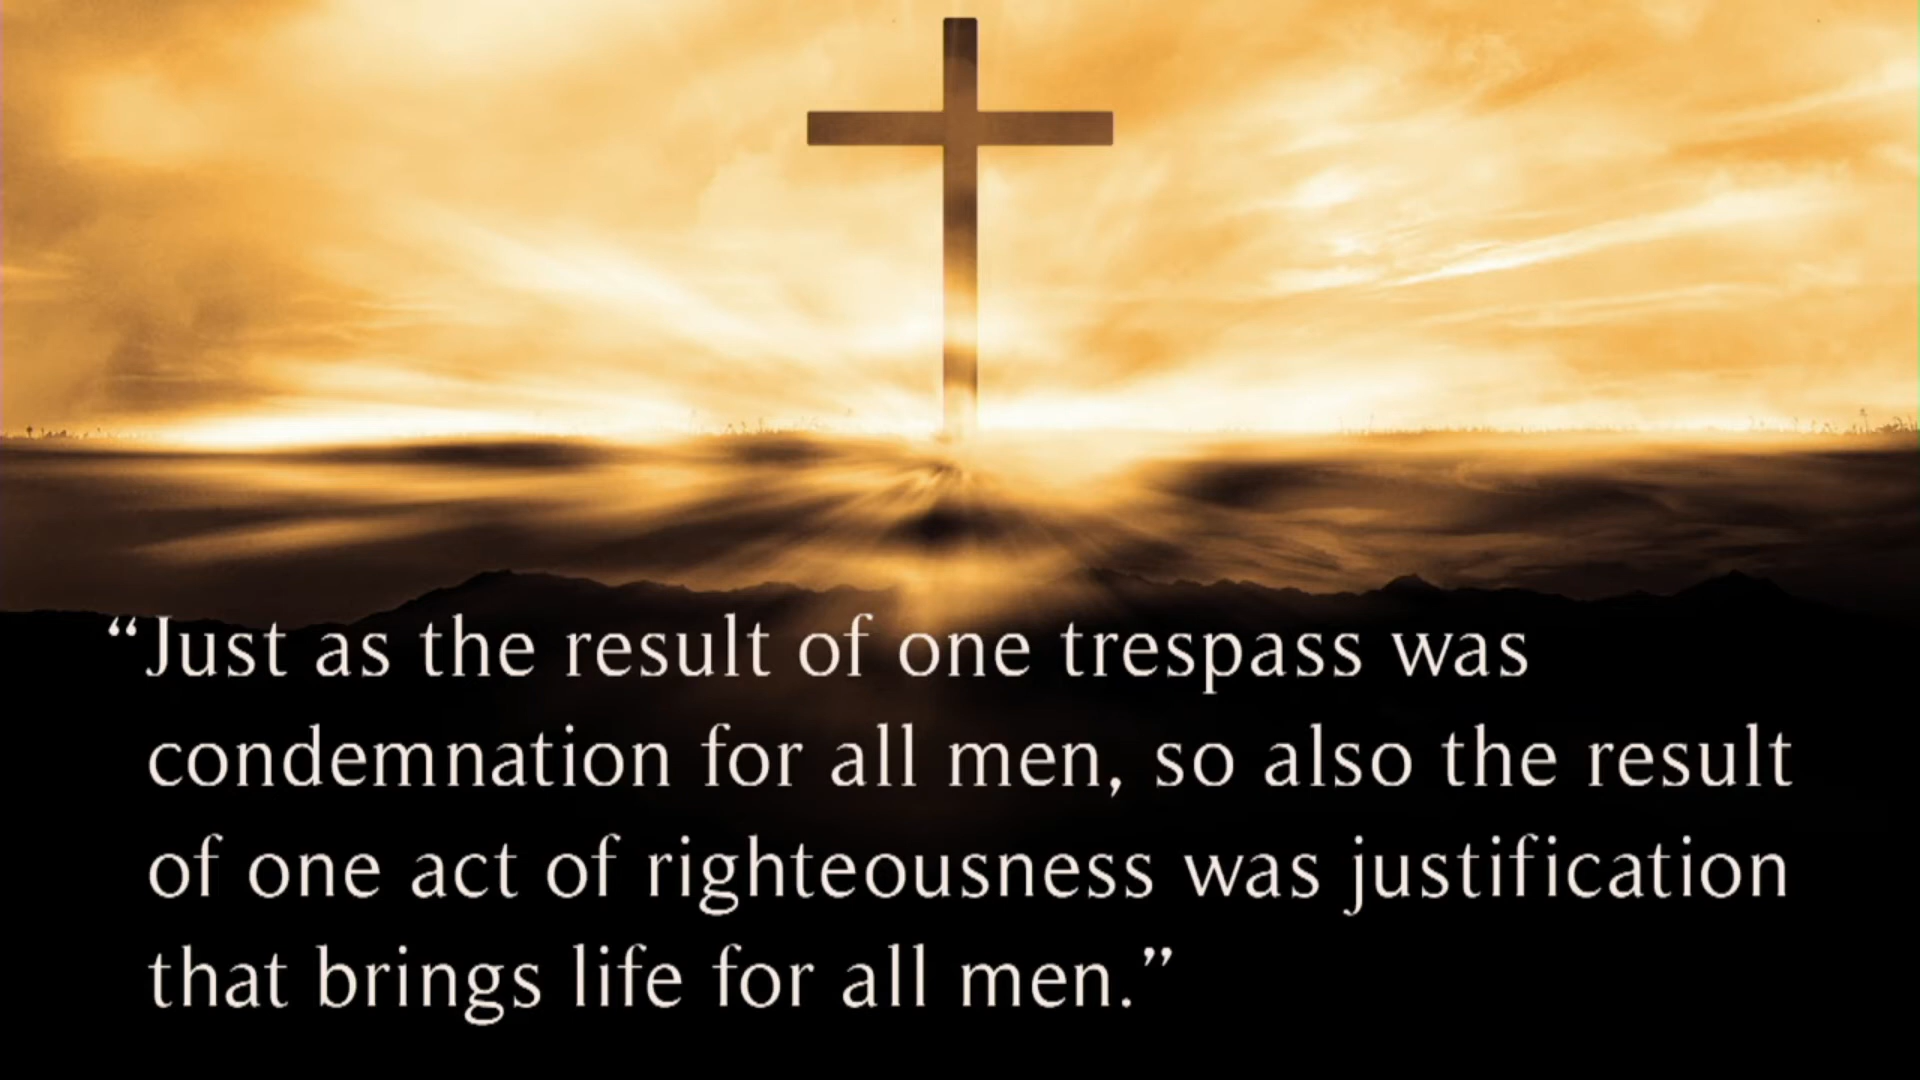 “Just as the result of one trespass was
condemnation for all men, so also the result
of one act of righteousness was justification
that brings life for all men.”